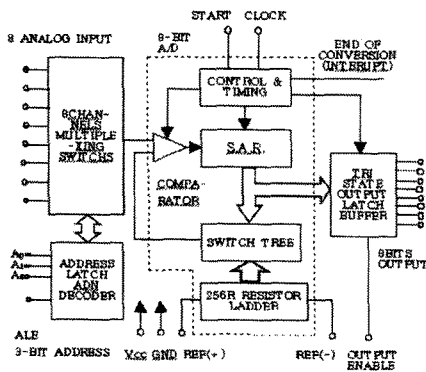 START CLOCK
8 ANALOG INPUT
8-BIT
A/D
END OF
CONVERSION
(INTERRUPT)
CONTROL &
TIMING
8CHAN-
NELS
MULTIPLE
-XING
SWITCHS
S.A.R.
COMPA-
RATOR
TRI
STATE
OUTPUT
LATCH
BUFFER
SWITCH TREE
8BITS
OUTPUT
ADDRESS
LATCH
ADN
DECODER
256R RESISTOR
LADDER
ALE
3-BIT ADDRESS
Vcc GND REF(+)
REF(-)
OUTPUT
ENABLE